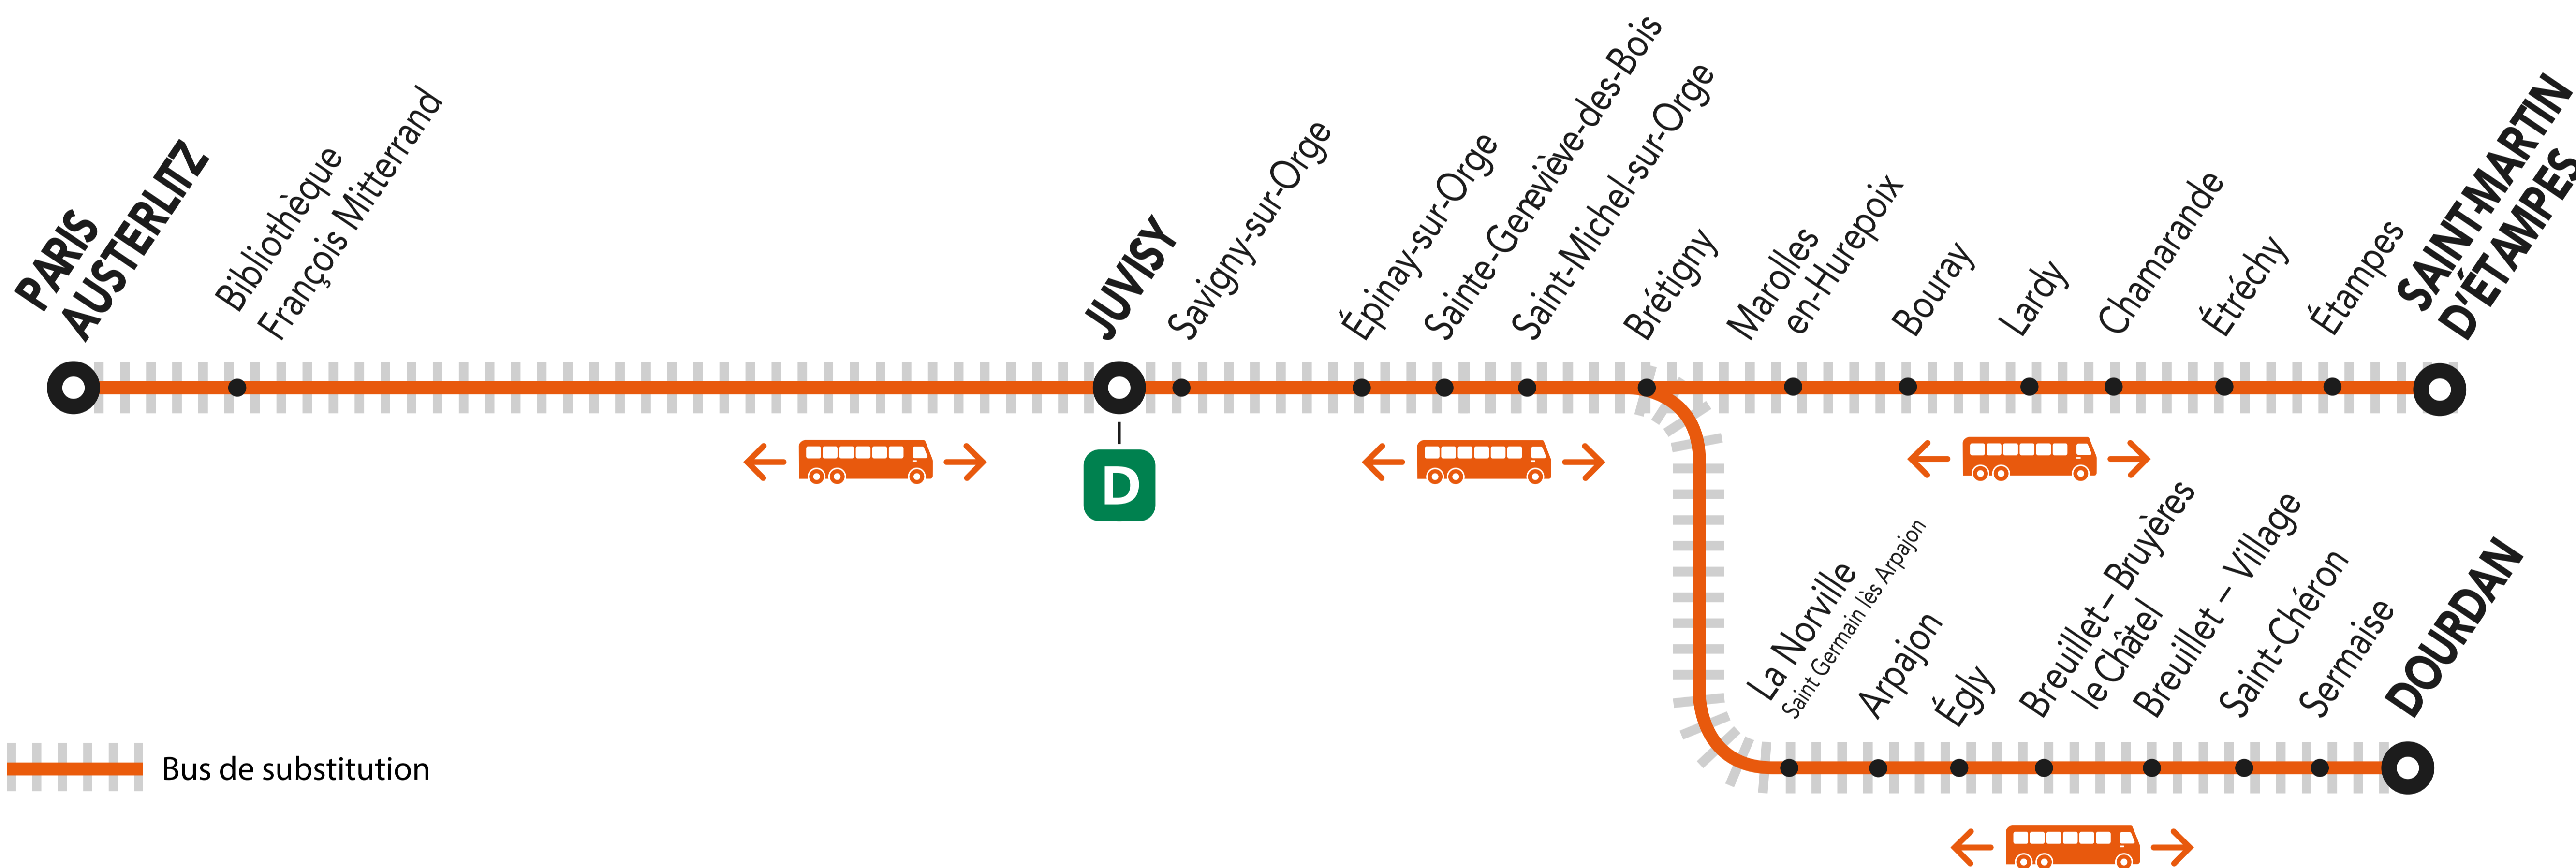 PARIS
AUSTERLITZ
Bibliothèque
François Mitterrand
JUVISY
Savigny-sur-Orge
Épinay-sur-Orge
Sainte-Geneviève-des-Bois
Saint-Michel-sur-Orge
Brétigny
Marolles
en-Hurepoix
Bouray
Lardy
Chamarande
Étréchy
Étampes
SAINT-MARTIN
D'ÉTAMPES
D
La Norville
Saint Germain lès Arpajon
Arpajon
Égly
Breuillet – Bruyères
le Châtel
Breuillet – Village
Saint-Chéron
Sermaise
DOURDAN
Bus de substitution